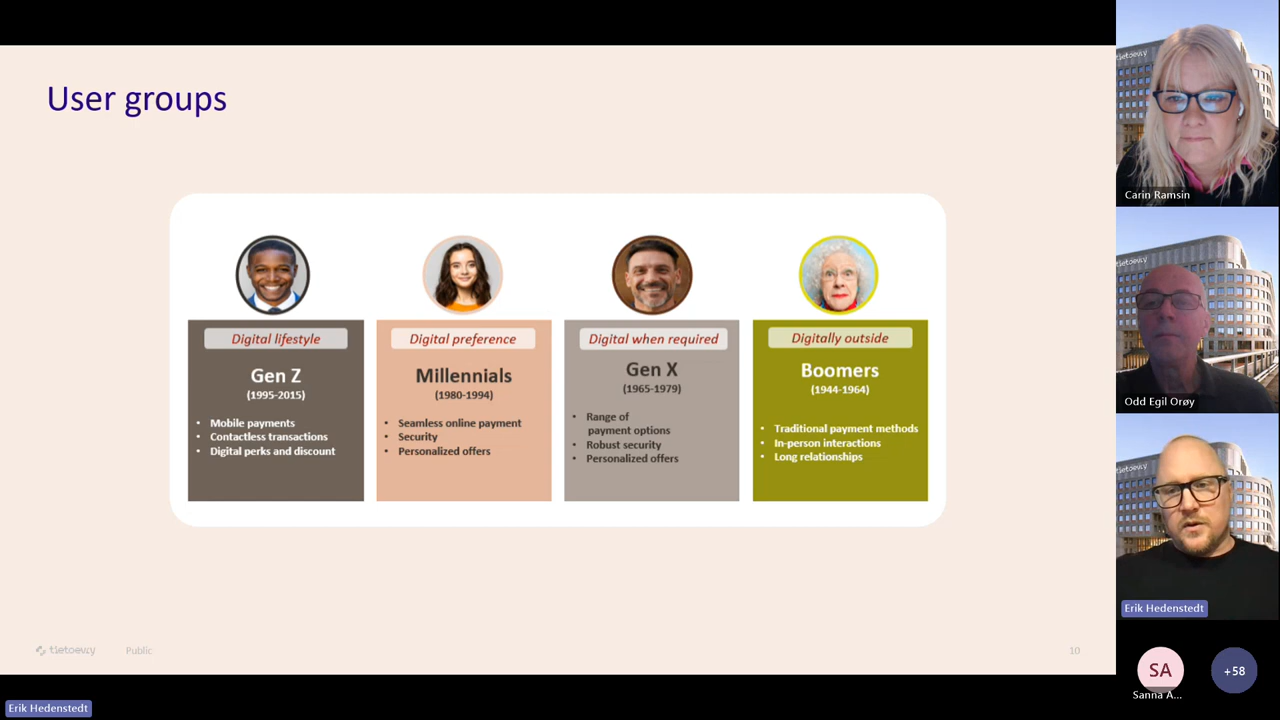 User groups
Digital lifestyle
Gen Z
(1995-2015)
• Mobile payments
• Contactless transactions
• Digital perks and discount
Digital preference
Millennials
(1980-1994)
• Seamless online payment
• Security
• Personalized offers
Digital when required
Gen X
(1965-1979)
• Range of
payment options
• Robust security
• Personalized offers
Digitally outside
Boomers
(1944-1964)
• Traditional payment methods
• In-person interactions
• Long relationships
tietoevry
Public
10
Erik Hedenstedt
tietoevry
Carin Ramsin
tietoevry
Odd Egil Orøy
Erik Hedenstedt
SA
Sanna A...
+58